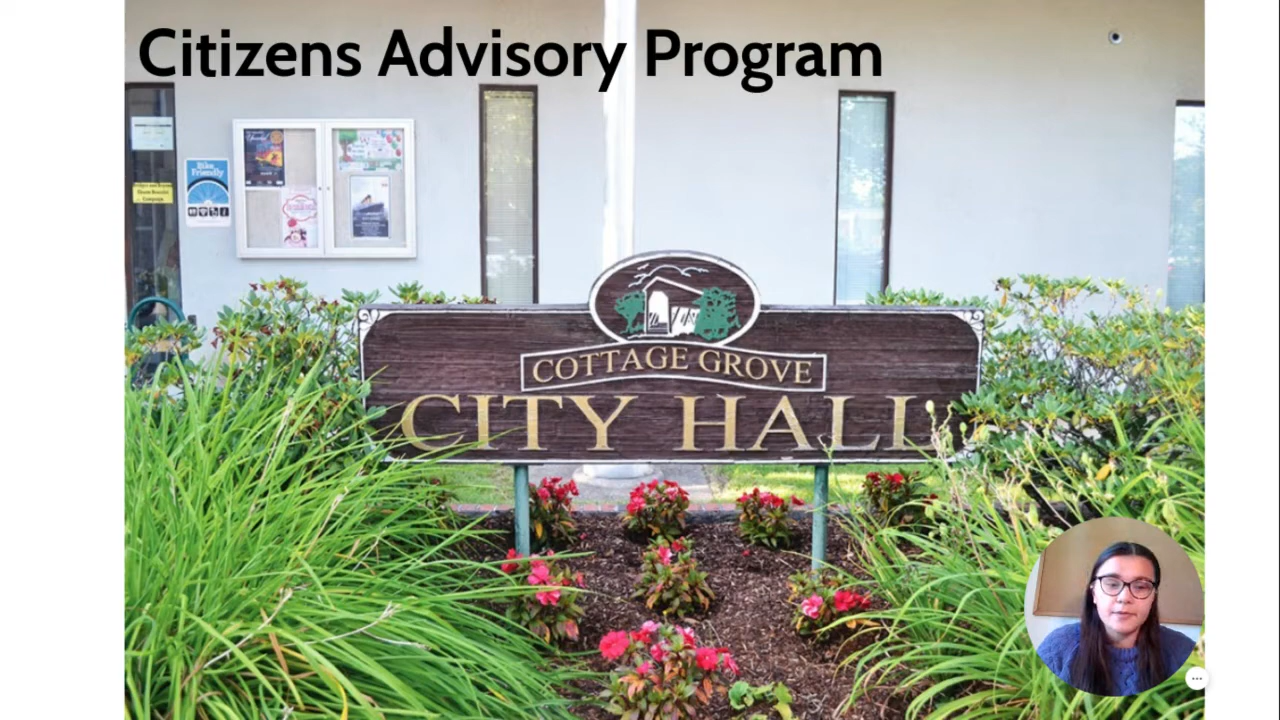 Citizens Advisory Program
Bike
Friendly
COTTAGE GROVE
CITY HALL